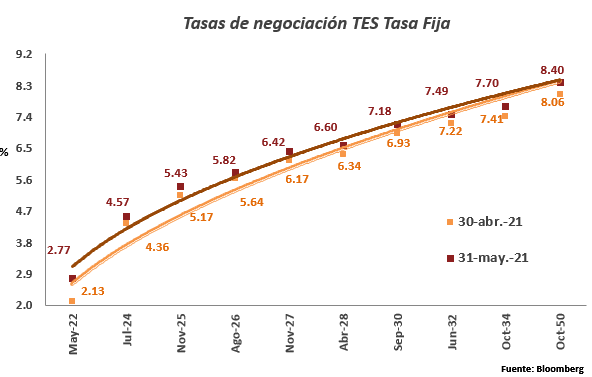 Tasas de negociación TES Tasa Fija
9.2
8.3
7.4
%
6.5
5.6
4.7
3.8
2.9
2.0
2.77
4.57
5.43
5.82
6.42
6.60
7.18
7.49
7.70
8.40
2.13
4.36
5.17
5.64
6.17
6.34
6.93
7.22
7.41
8.06
30-abr.-21
31-may.-21
May-22
Jul-24
Nov-25
Ago-26
Nov-27
Abr-28
Sep-30
Jun-32
Oct-34
Oct-50
Fuente: Bloomberg